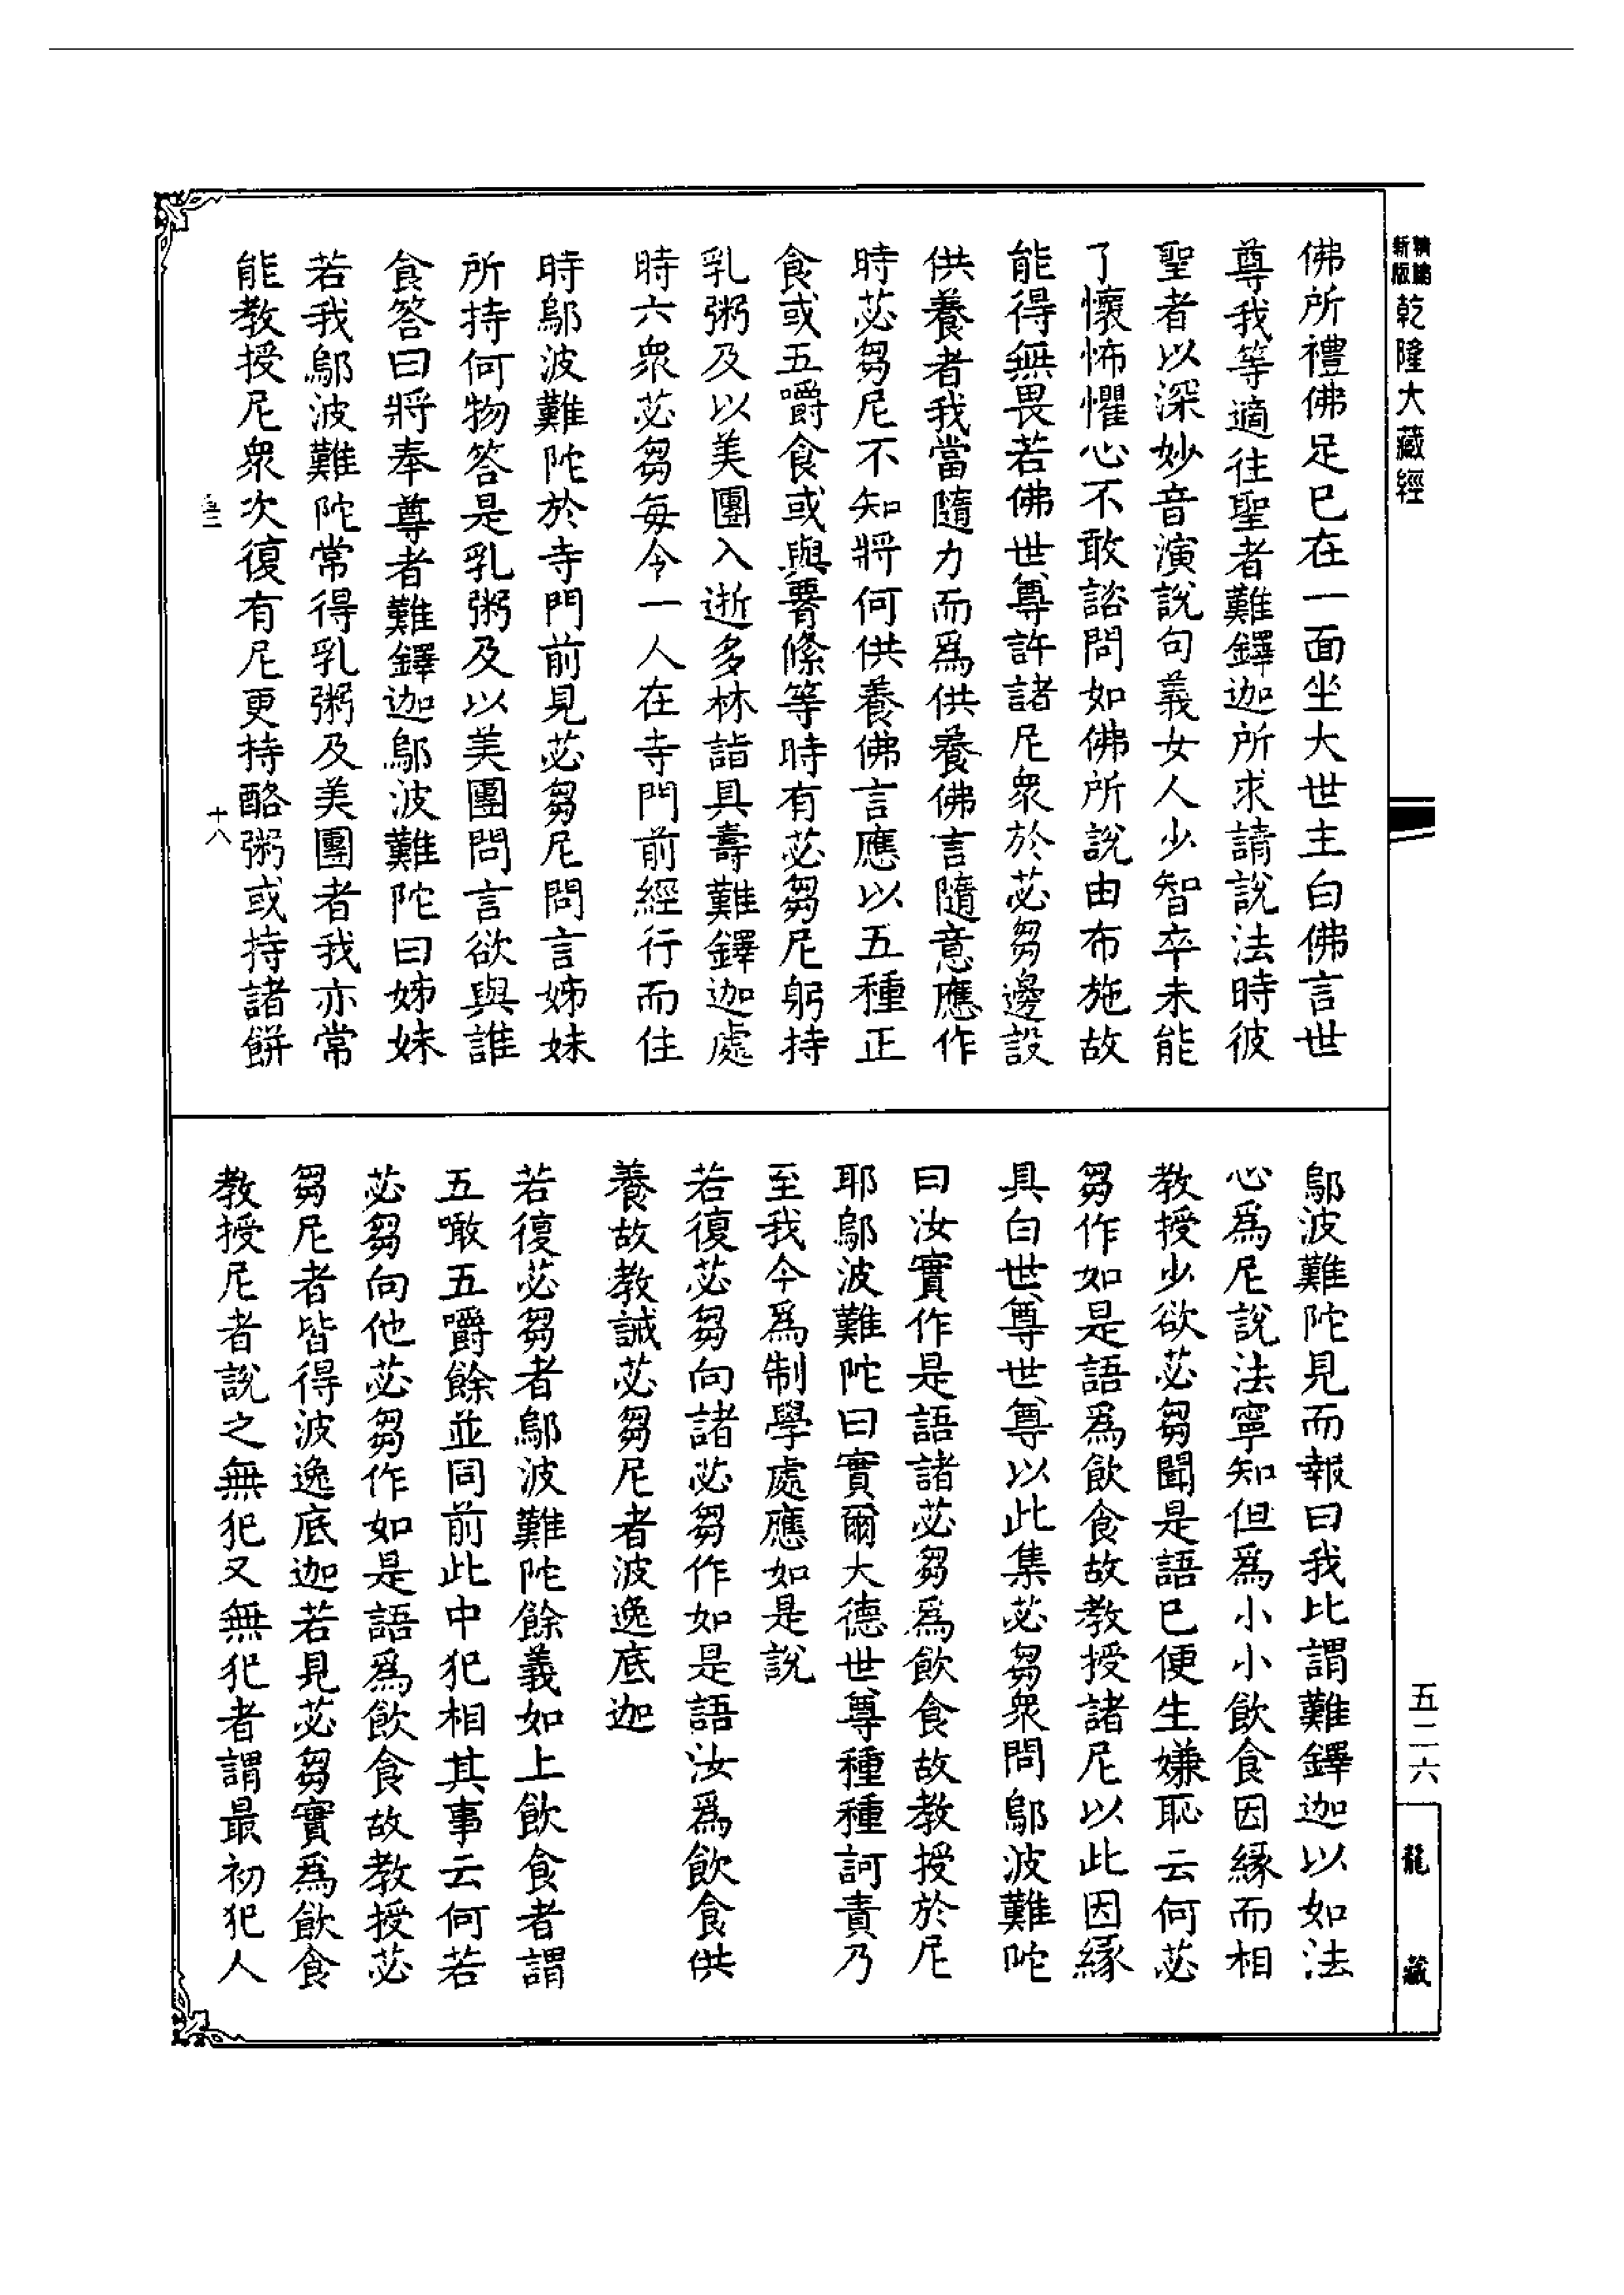 新版
精縮
乾隆大藏經
佛所禮佛足已在一面坐大世主白佛言世
尊我等適往聖者難鐸迦所求請說法時彼
聖者以深妙音演說句義女人少智卒未能
了懷怖懼心不敢諮問如佛所說由布施故
能得無畏若佛世尊許諸尼眾於苾芻邊設
供養者我當隨力而為供養佛言隨意應作
時苾芻尼不知將何供養佛言應以五種正
食或五嚼食或與臂絛等時有苾芻尼躬持
乳粥及以美團入逝多林詣具壽難鐸迦處
時六眾苾芻每令一人在寺門前經行而住
時鄔波難陀於寺門前見苾芻尼問言姊妹
所持何物答是乳粥及以美團問言欲與誰
食答曰將奉尊者難鐸迦鄔波難陀曰姊妹
若我鄔波難陀常得乳粥及美團者我亦常
能教授尼眾次復有尼更持酪粥或持諸餅
十八
鄔波難陀見而報曰我比謂難鐸迦以如法
心為尼說法寧知但為小小飲食因緣而相
教授少欲苾芻聞是語已便生嫌恥云何苾
芻作如是語為飲食故教授諸尼以此因緣
具白世尊世尊以此集苾芻眾問鄔波難陀
曰汝實作是語諸苾芻為飲食故教授於尼
耶鄔波難陀曰實爾大德世尊種種訶責乃
至我今為制學處應如是說
若復苾芻向諸苾芻作如是語汝為飲食供
養故教誡苾芻尼者波逸底迦
若復苾芻者鄔波難陀餘義如上飲食者謂
五噉五嚼餘並同前此中犯相其事云何若
苾芻向他苾芻作如是語為飲食故教授苾
芻尼者皆得波逸底迦若見苾芻實為飲食
教授尼者說之無犯又無犯者謂最初犯人
五二六
龍藏